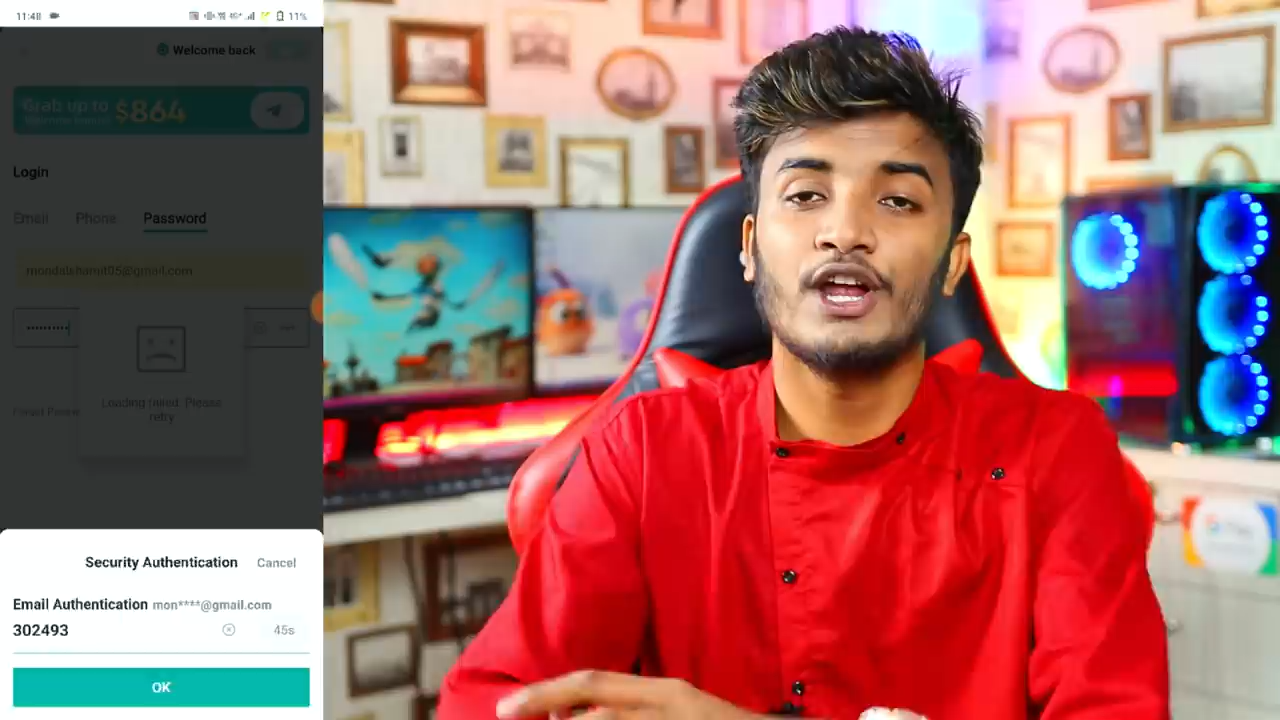 11:48
4G+
11%
Welcome back
Grab up to
$864
Login
Email Phone Password
mondalshamit05@gmail.com
Loading failed. Please
retry
Security Authentication Cancel
Email Authentication mon****@gmail.com
302493 45s
OK